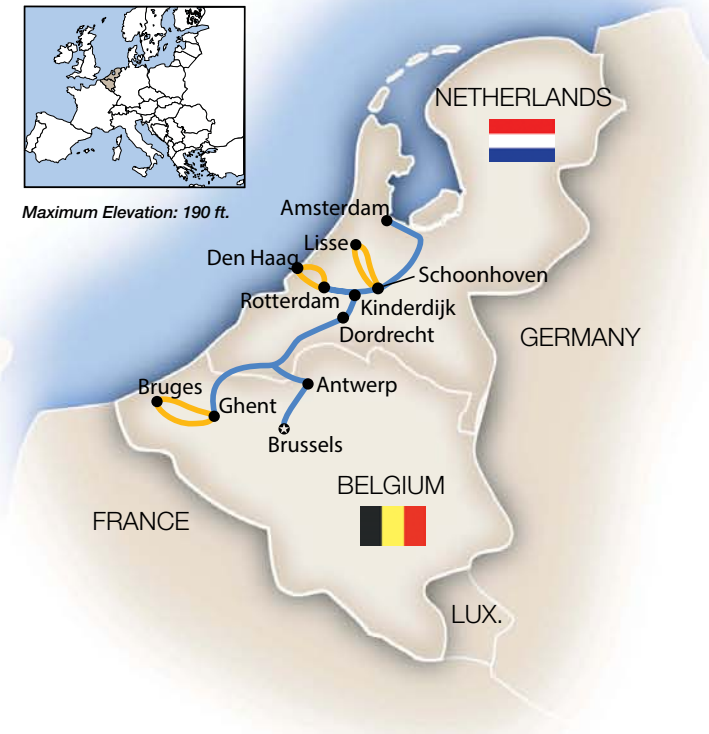 NETHERLANDS
Maximum Elevation: 190 ft.
Amsterdam
Lisse
Den Haag
Schoonhoven
Rotterdam
Kinderdijk
Dordrecht
GERMANY
Bruges
Antwerp
Ghent
Brussels
BELGIUM
FRANCE
LUX.